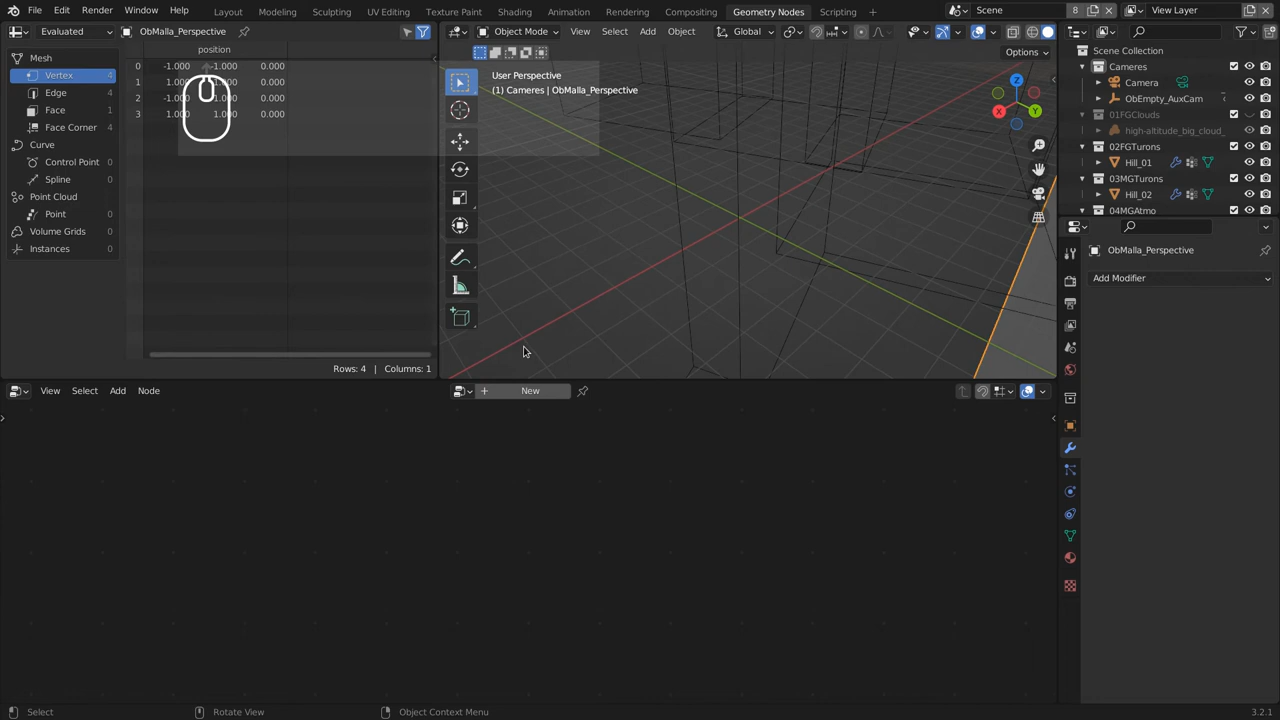 File Edit Render Window Help Layout Modeling Sculpting UV Editing Texture Paint Shading Animation Rendering Compositing Geometry Nodes Scripting + Scene 8 View Layer
Evaluated ObMalla_Perspective
Object Mode View Select Add Object Global
Options
position
Mesh
Vertex 4
Edge 4
Face 1
Face Corner 4
Curve
Control Point 0
Spline 0
Point Cloud
Point 0
Volume Grids 0
Instances 0
0 -1.000 -1.000 0.000
1 1.000 -1.000 0.000
2 -1.000 1.000 0.000
3 1.000 1.000 0.000
Rows: 4 | Columns: 1
User Perspective
(1) Cameres | ObMalla_Perspective
X
Y
Z
Scene Collection
Cameres
Camera
ObEmpty_AuxCam
01FGClouds
high-altitude_big_cloud_
02FGTurons
Hill_01
03MGTurons
Hill_02
04MGAtmo
ObMalla_Perspective
Add Modifier
View Select Add Node
+ New
Select
Rotate View
Object Context Menu
3.2.1